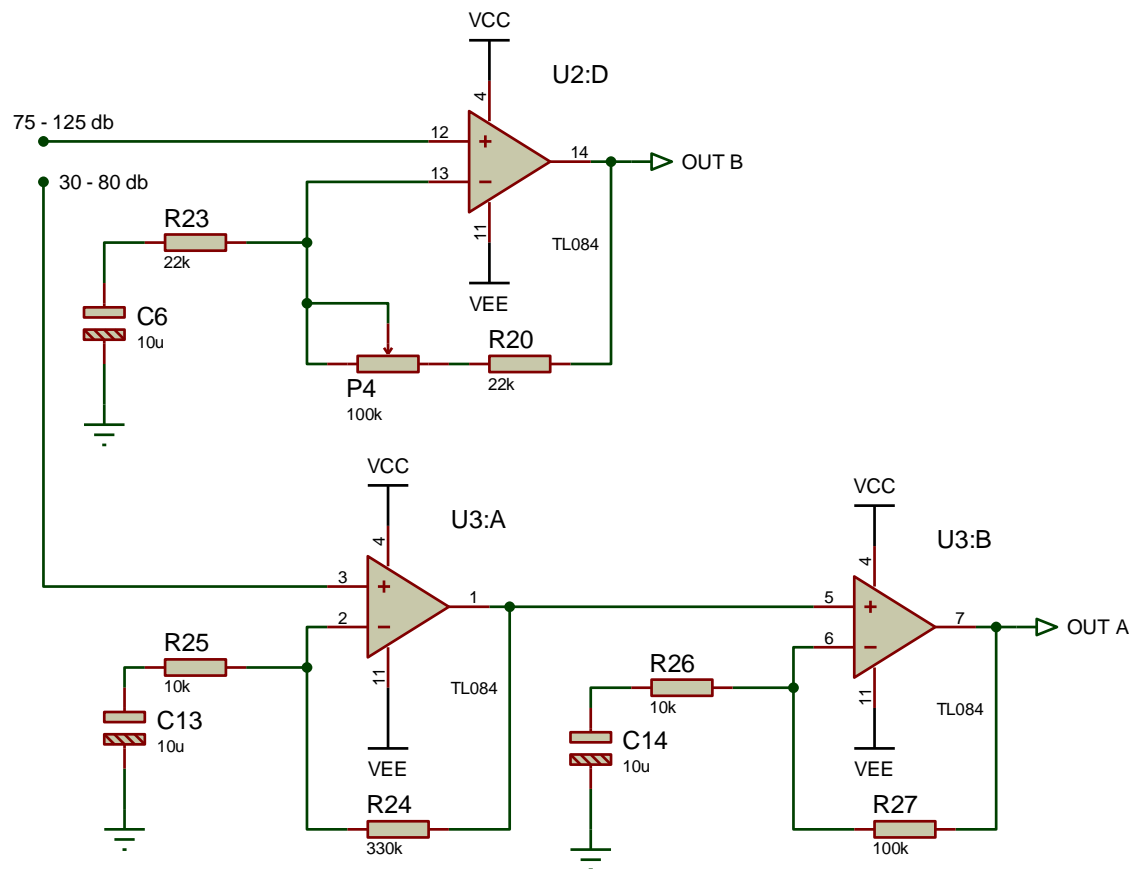 VCC
U2:D
4
75 - 125 db
12
+
14
OUT B
13
−
30 - 80 db
R23
22k
11
TL084
VEE
C6
10u
R20
22k
P4
100k
VCC
VCC
U3:A
U3:B
4
4
3
+
1
5
+
7
OUT A
2
−
6
−
R25
10k
R26
10k
11
TL084
11
TL084
C13
10u
C14
10u
VEE
VEE
R24
330k
R27
100k